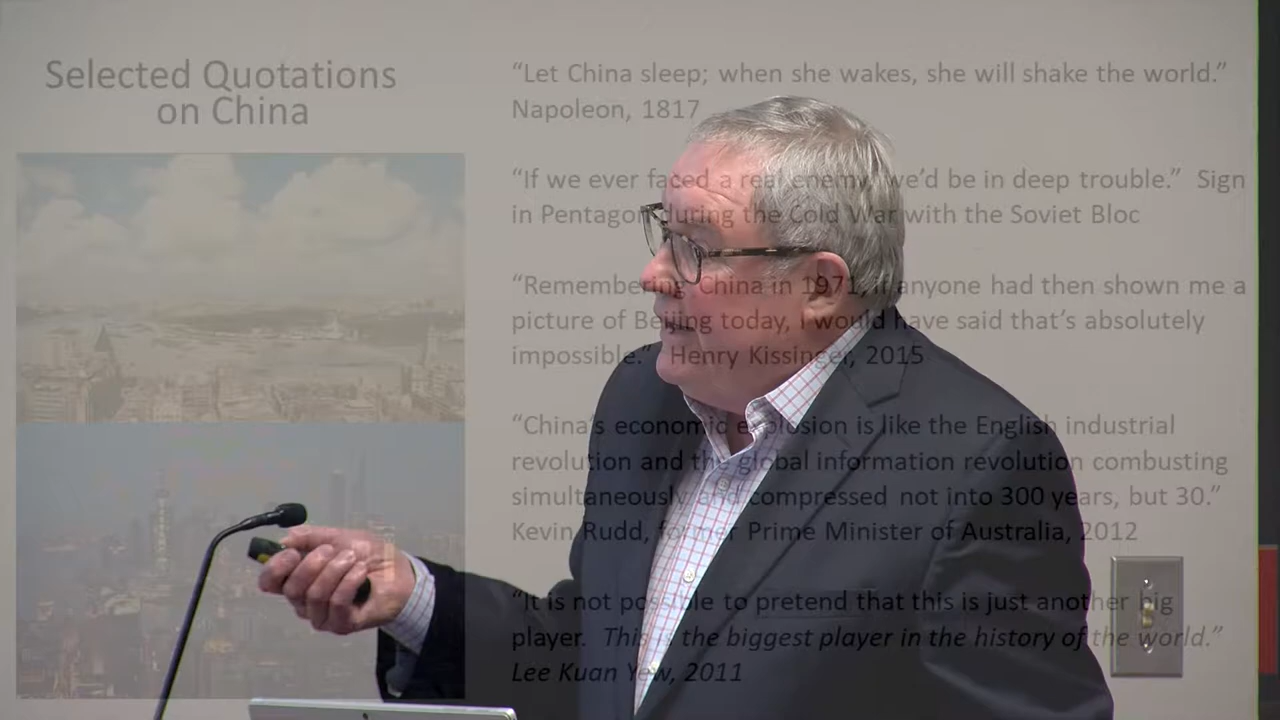 Selected Quotations
on China
“Let China sleep; when she wakes, she will shake the world.”
Napoleon, 1817
“If we ever faced a real enemy, we’d be in deep trouble.” Sign
in Pentagon during the Cold War with the Soviet Bloc
“Remembering China in 1971, if anyone had then shown me a
picture of Beijing today, I would have said that’s absolutely
impossible.” Henry Kissinger, 2015
“China’s economic explosion is like the English industrial
revolution and the global information revolution combusting
simultaneously and compressed not into 300 years, but 30.”
Kevin Rudd, former Prime Minister of Australia, 2012
“It is not possible to pretend that this is just another big
player. This is the biggest player in the history of the world.”
Lee Kuan Yew, 2011